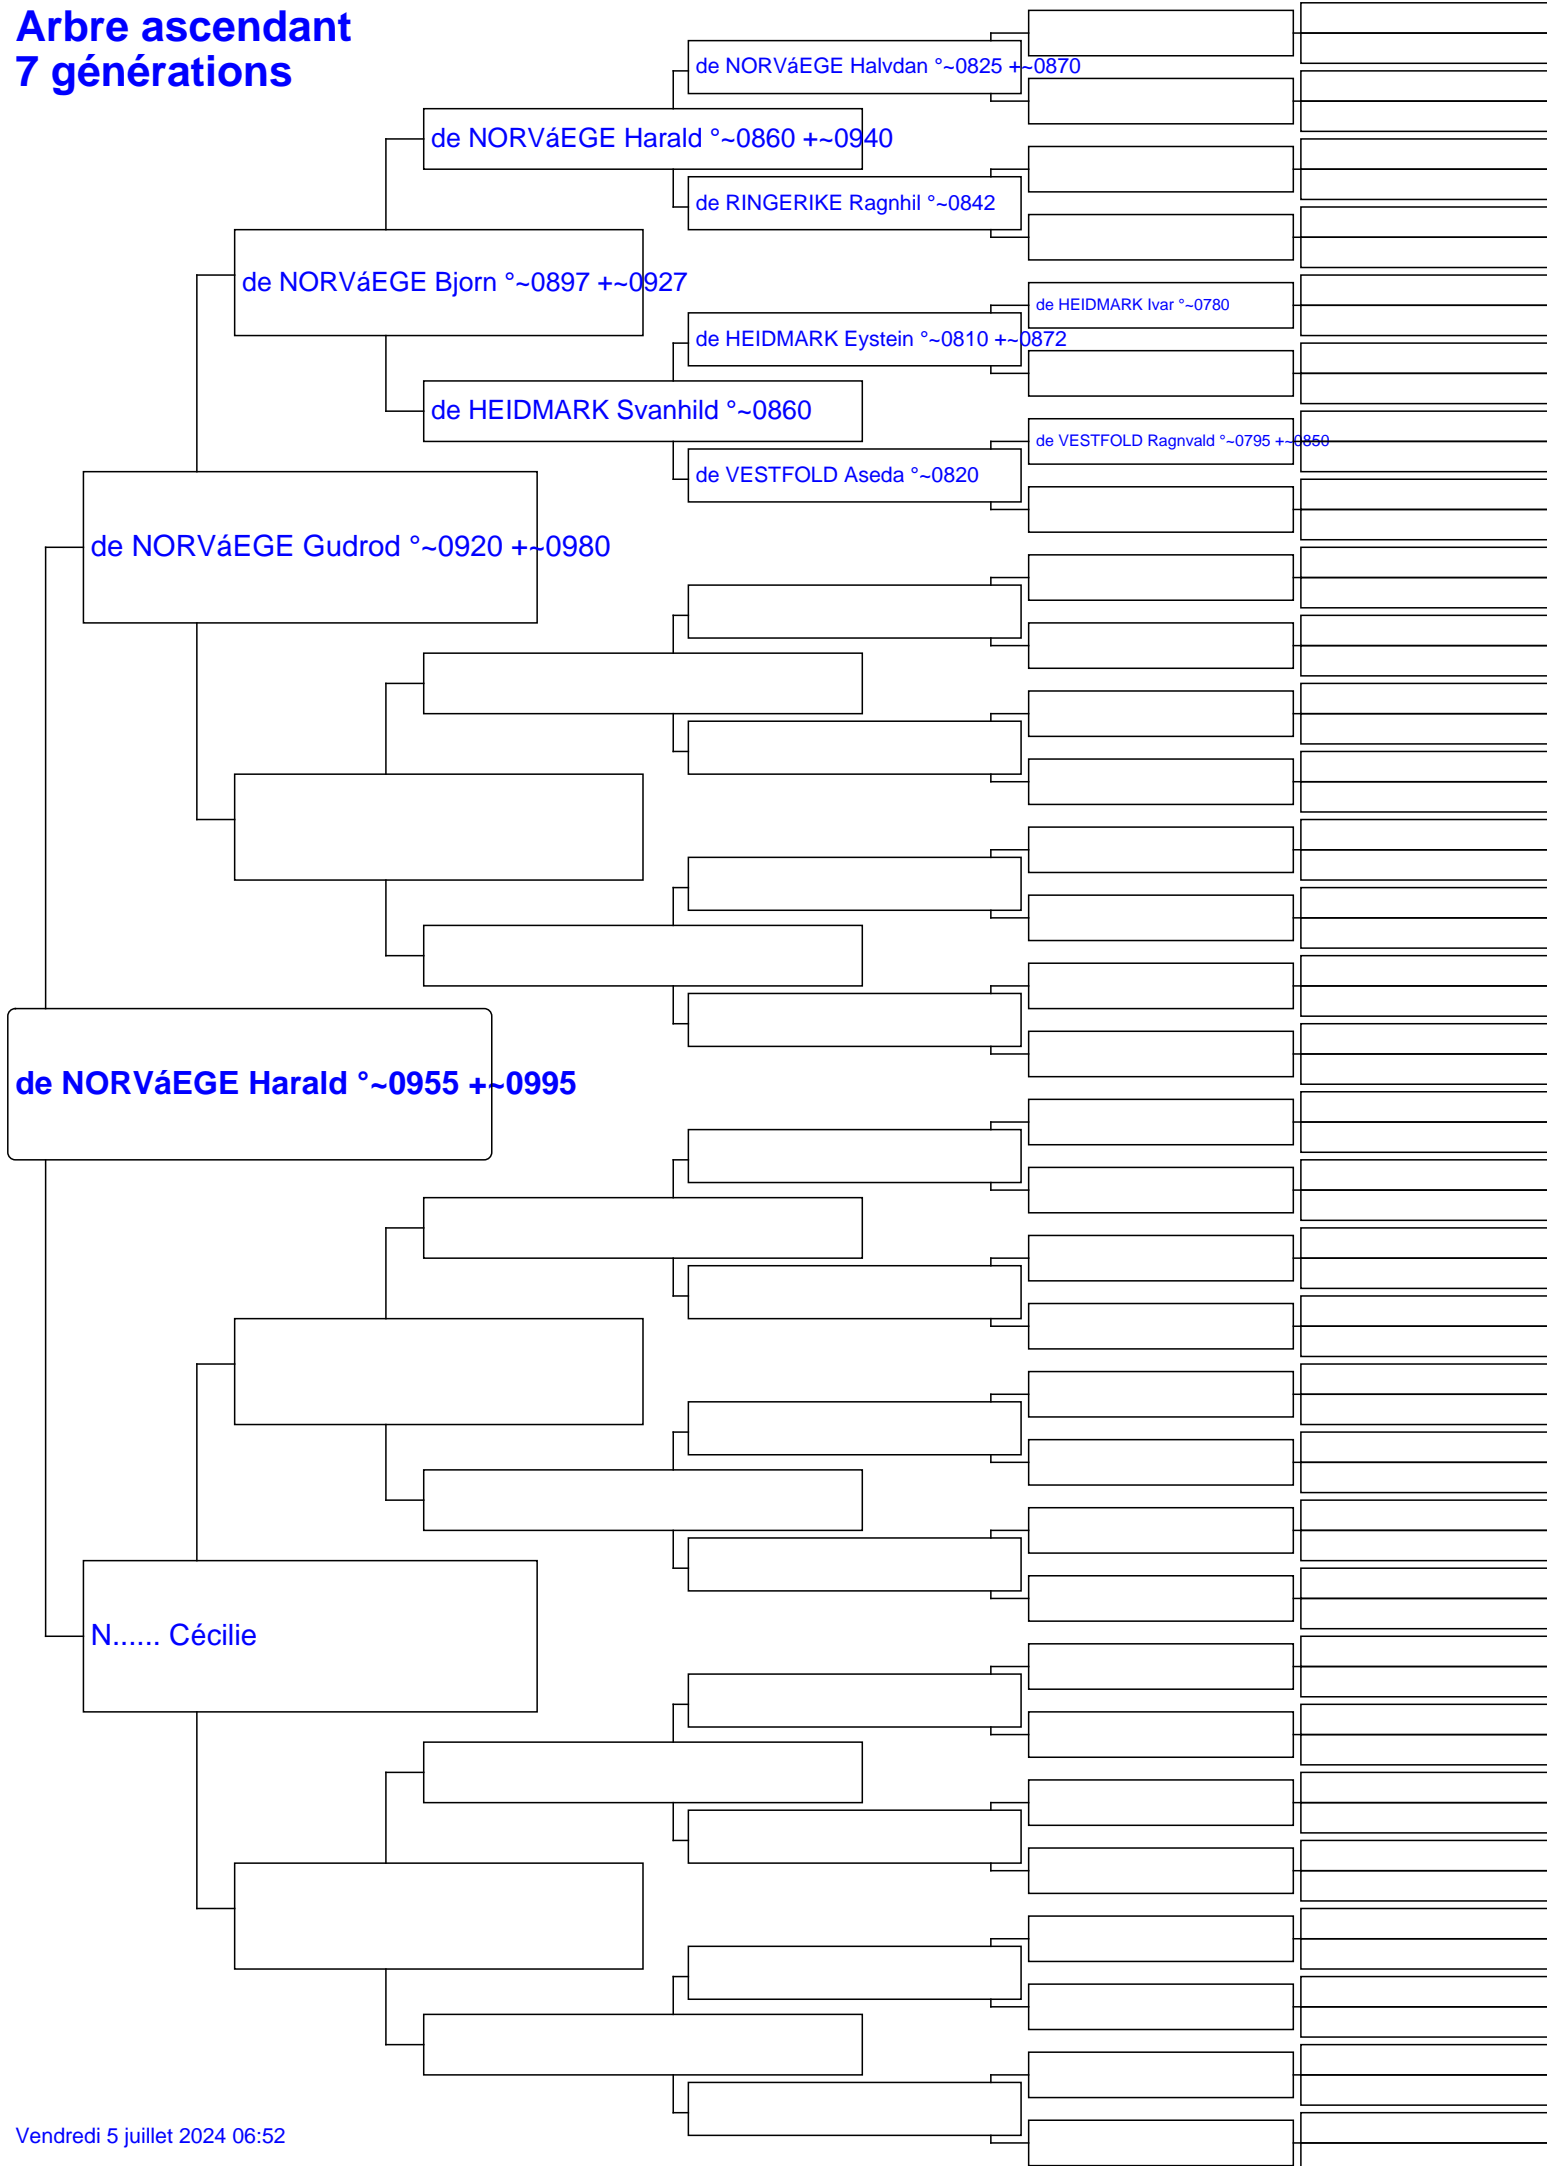 Arbre ascendant
7 générations
de NORVáEGE Halvdan °~0825 +~0870
de NORVáEGE Harald °~0860 +~0940
de RINGERIKE Ragnhil °~0842
de NORVáEGE Bjorn °~0897 +~0927
de HEIDMARK Ivar °~0780
de HEIDMARK Eystein °~0810 +~0872
de HEIDMARK Svanhild °~0860
de VESTFOLD Ragnvald °~0795 +~0850
de VESTFOLD Aseda °~0820
de NORVáEGE Gudrod °~0920 +~0980
de NORVáEGE Harald °~0955 +~0995
N...... Cécilie
Vendredi 5 juillet 2024 06:52